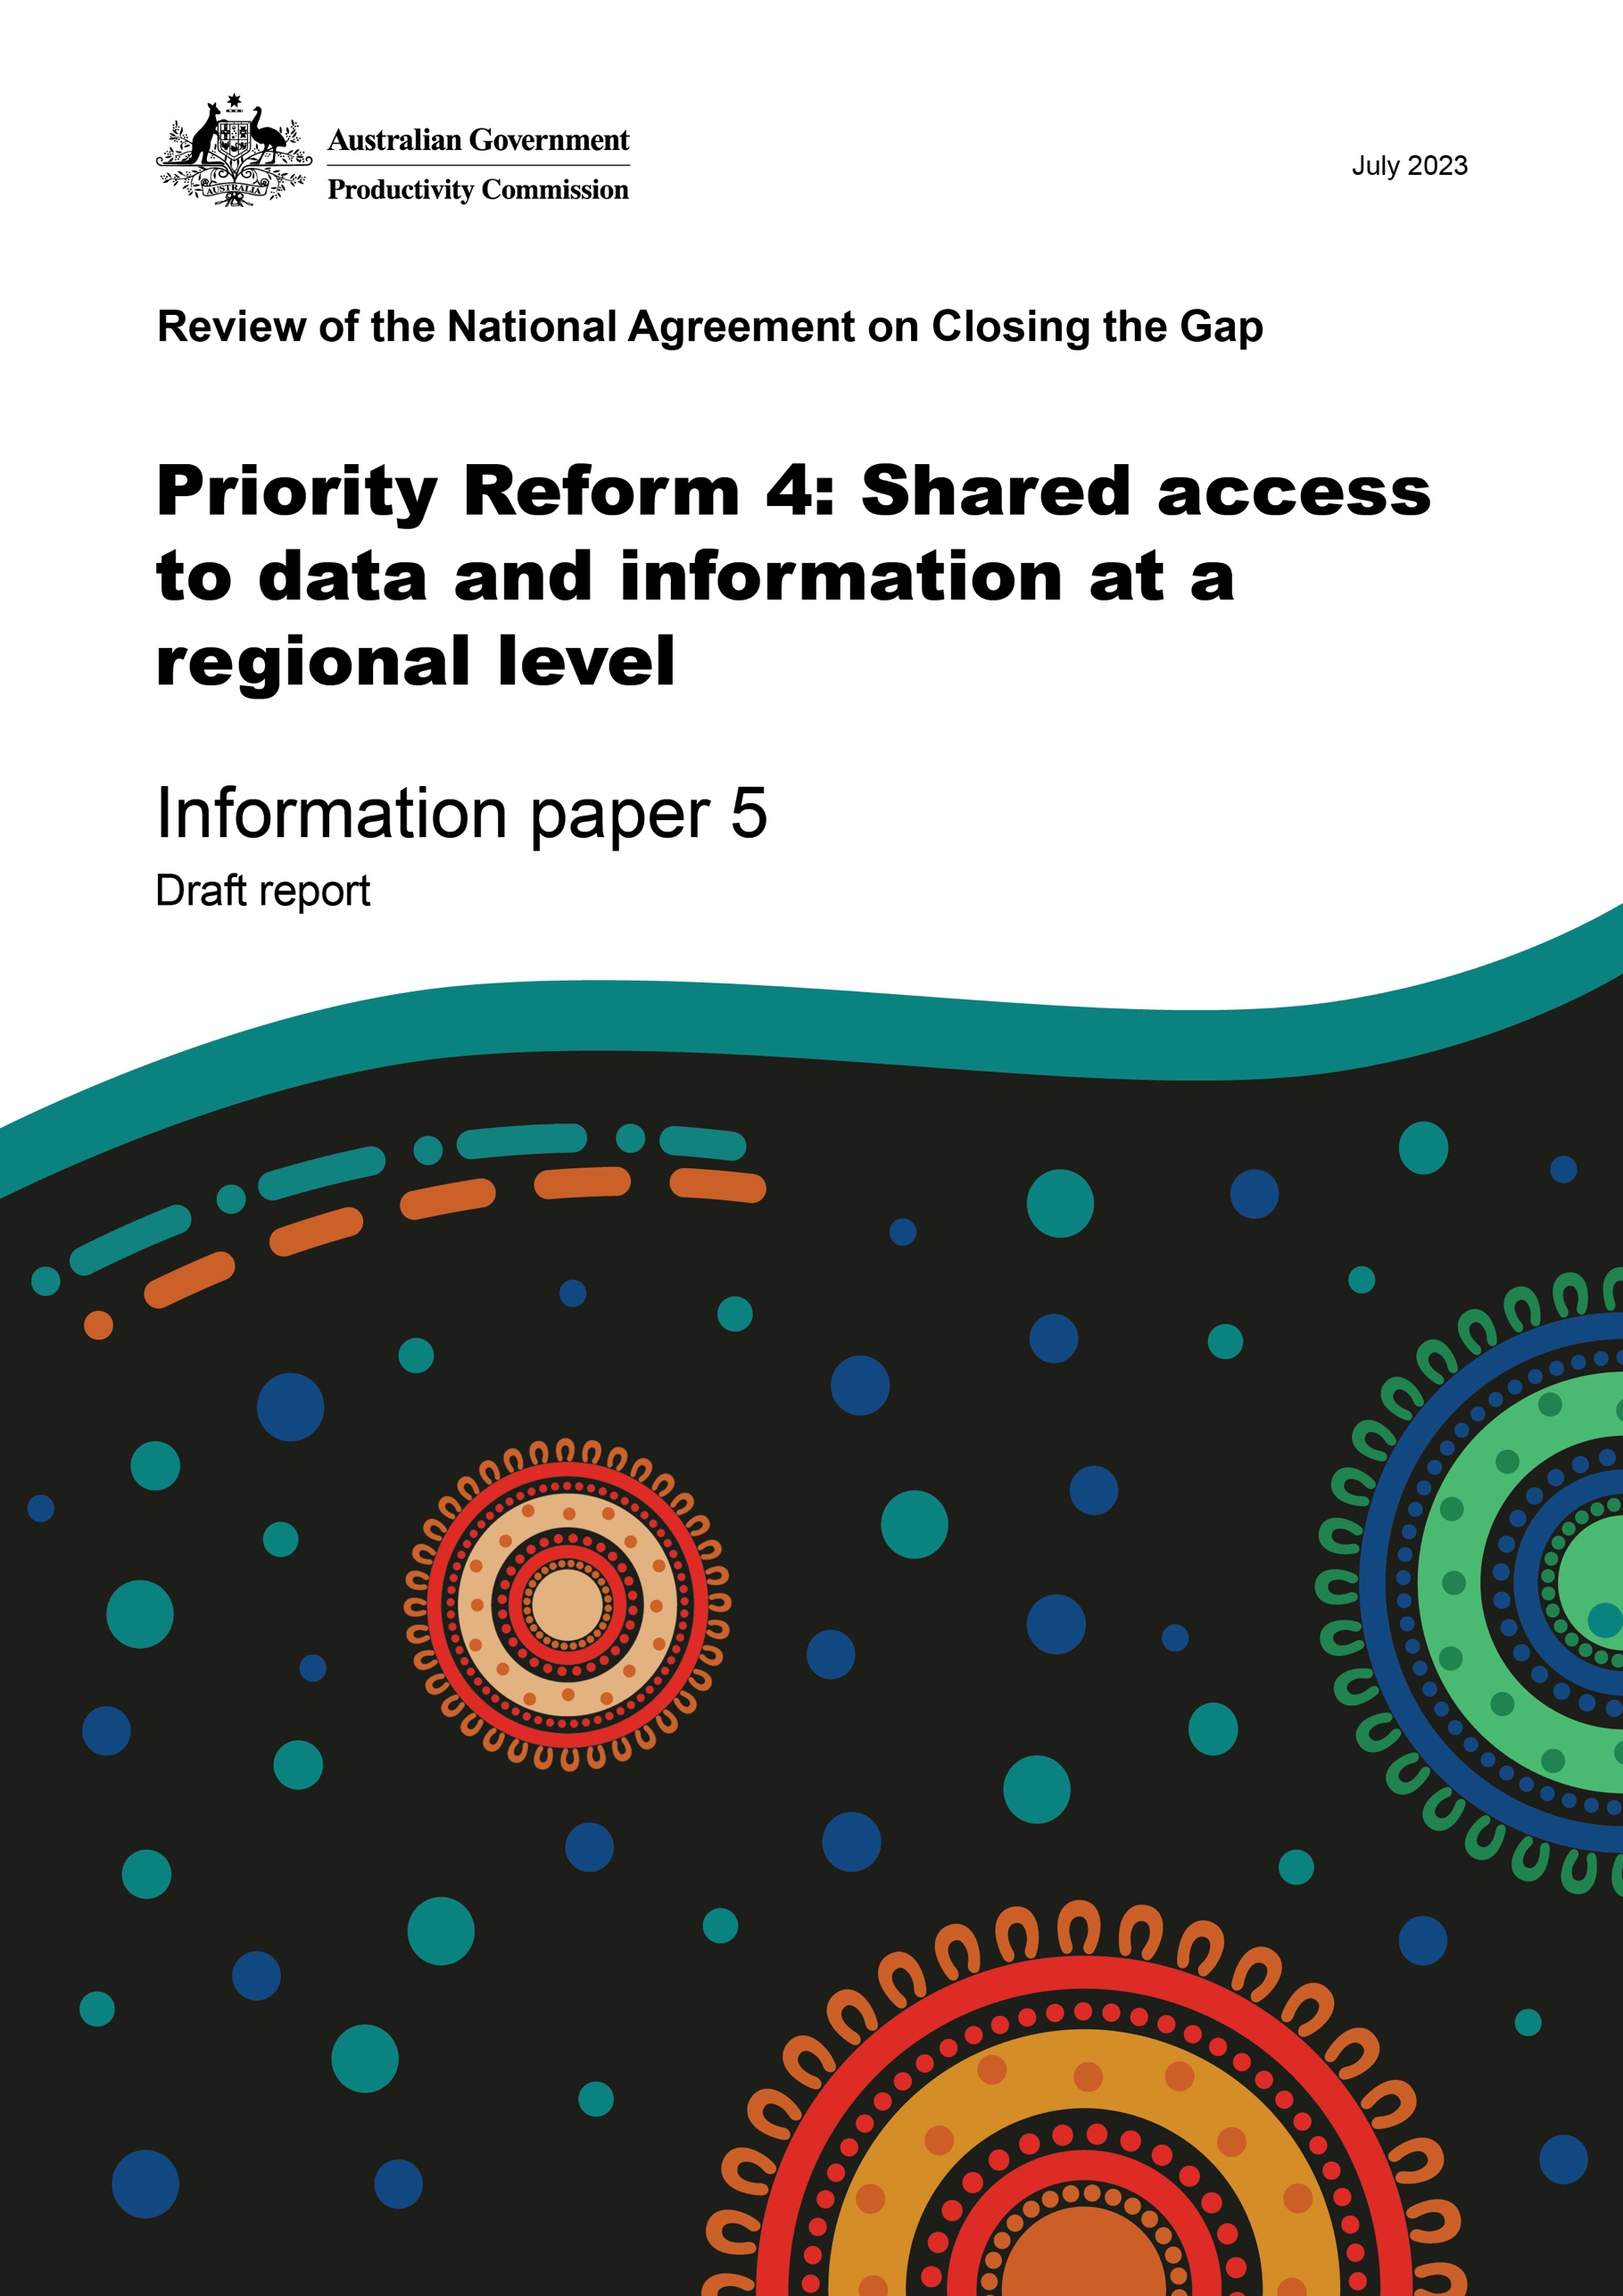 Australian Government
Productivity Commission
AUSTRALIA
July 2023
Review of the National Agreement on Closing the Gap
Priority Reform 4: Shared access
to data and information at a
regional level
Information paper 5
Draft report